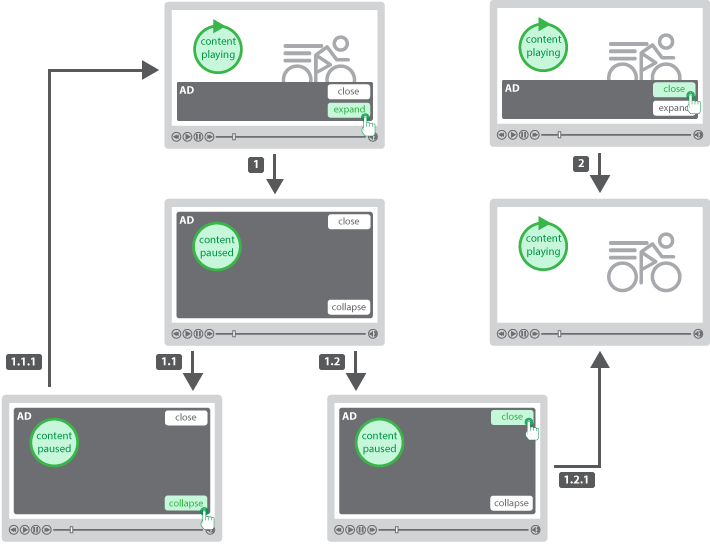 content
playing
AD
close
expand
content
playing
AD
close
expand
1
2
AD
content
paused
close
collapse
content
playing
1.1.1
1.1
1.2
AD
content
paused
close
collapse
AD
content
paused
close
collapse
1.2.1